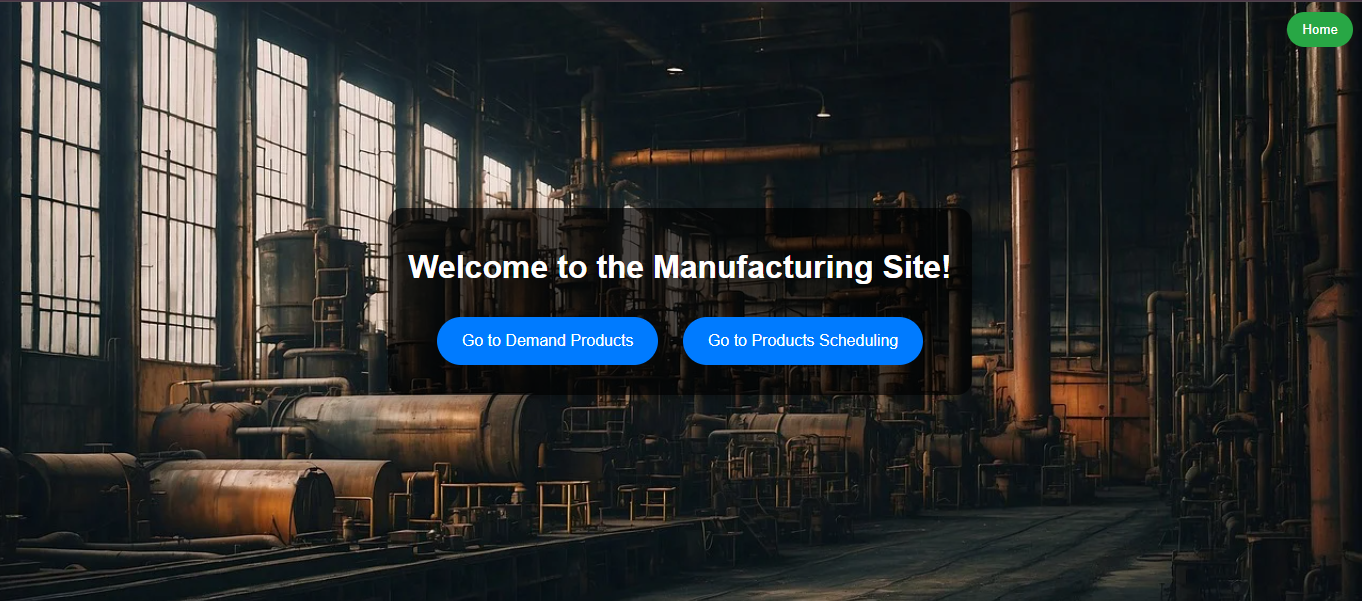 Home
Welcome to the Manufacturing Site!
Go to Demand Products
Go to Products Scheduling